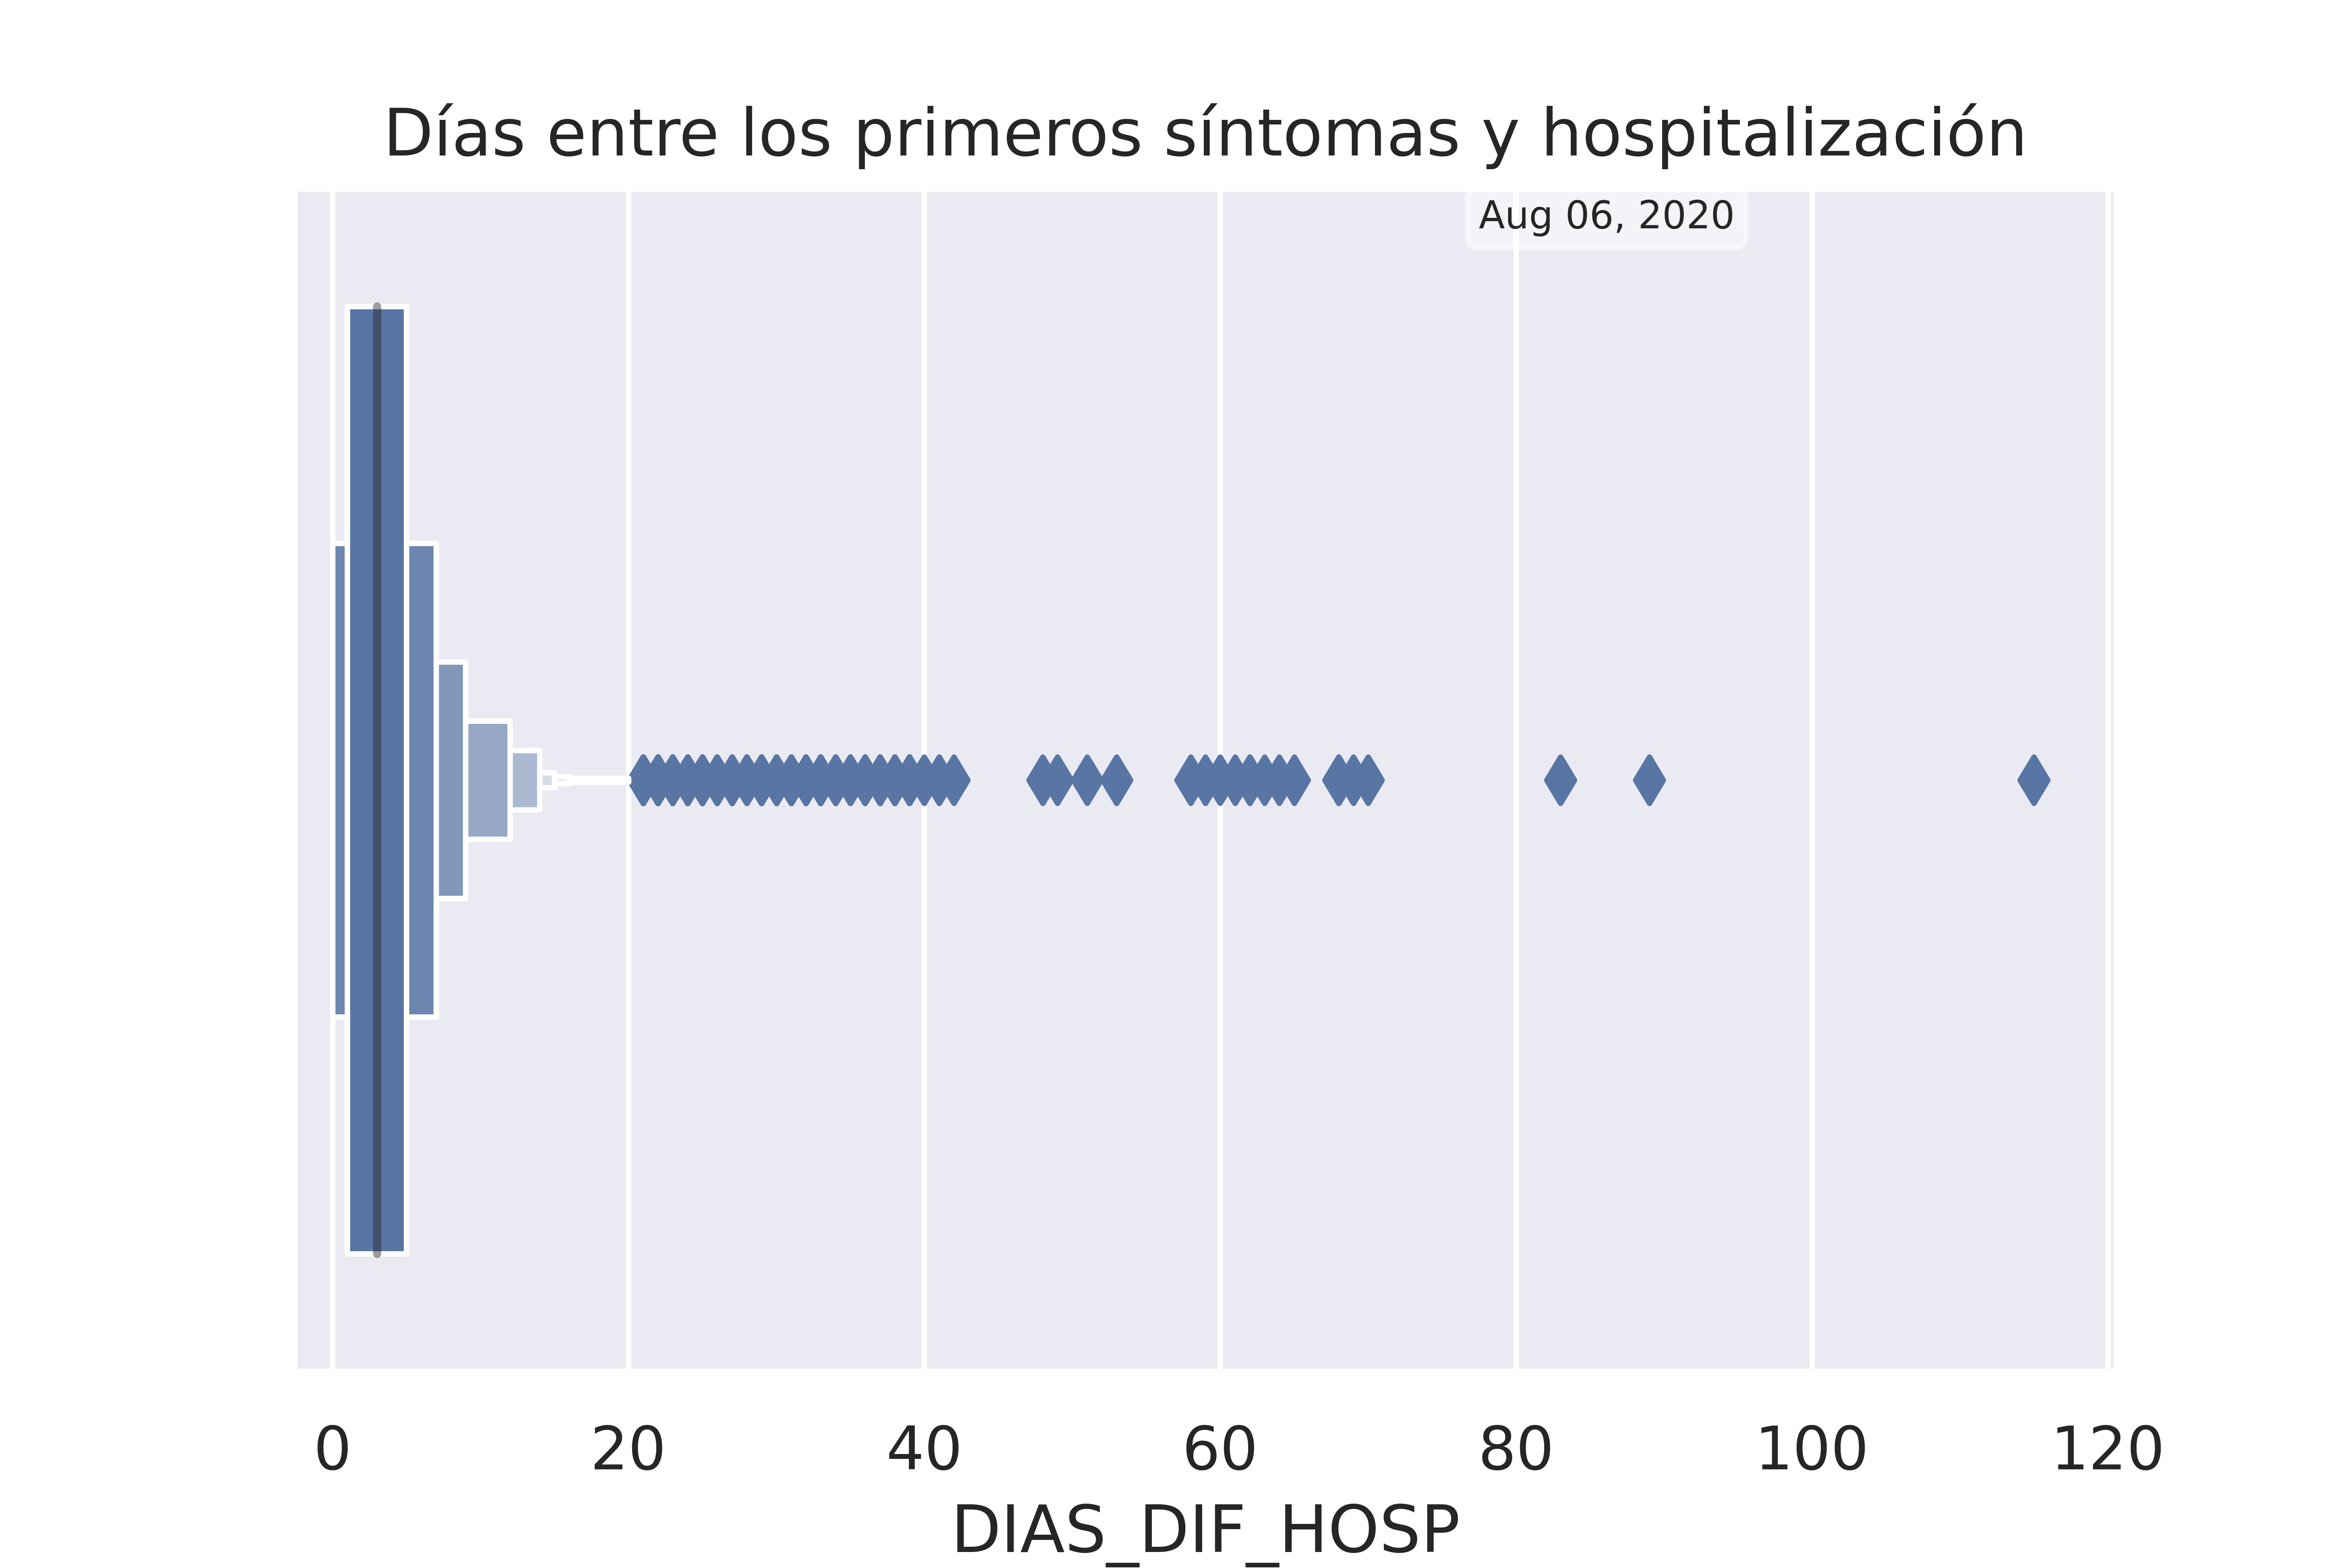 Días entre los primeros síntomas y hospitalización
Aug 06, 2020
0 20 40 60 80 100 120
DIAS_DIF_HOSP